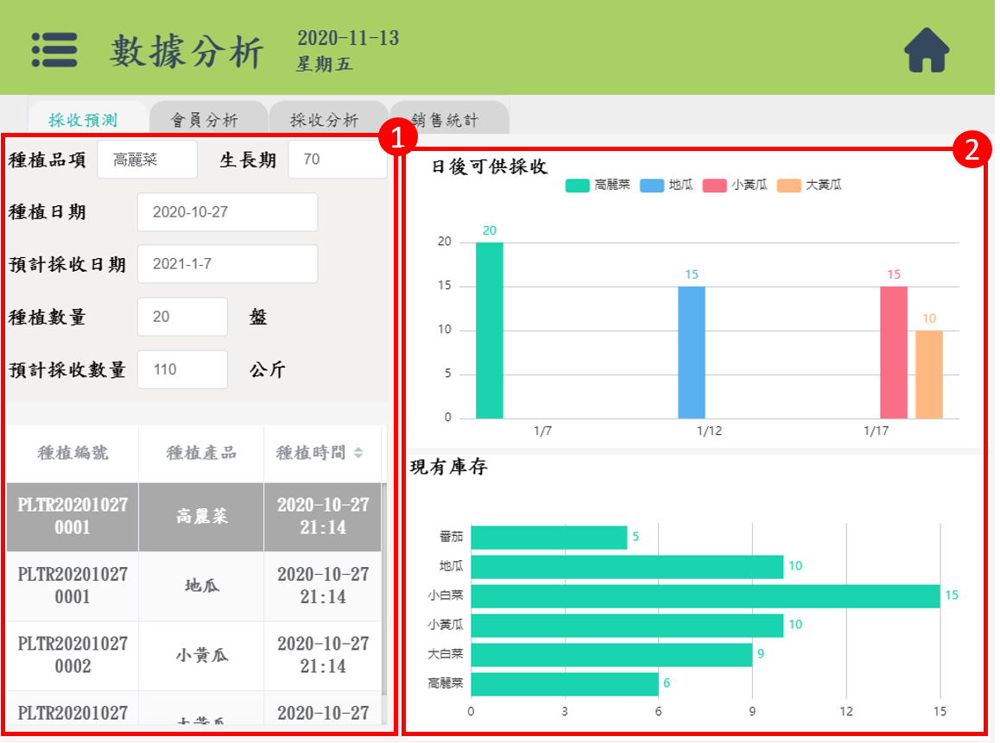 數據分析
2020-11-13
星期五
採收預測
會員分析
採收分析
銷售統計
1
2
種植品項 高麗菜 生長期 70
種植日期 2020-10-27
預計採收日期 2021-1-7
種植數量 20 盤
預計採收數量 110 公斤
種植編號 種植產品 種植時間
PLTR20201027
0001
高麗菜
2020-10-27
21:14
PLTR20201027
0001
地瓜
2020-10-27
21:14
PLTR20201027
0002
小黃瓜
2020-10-27
21:14
PLTR20201027
大黃瓜
2020-10-27
日後可供採收
高麗菜 地瓜 小黃瓜 大黃瓜
20
15
10
5
0
20
15
15
10
1/7 1/12 1/17
現有庫存
番茄 5
地瓜 10
小白菜 15
小黃瓜 10
大白菜 9
高麗菜 6
0 3 6 9 12 15